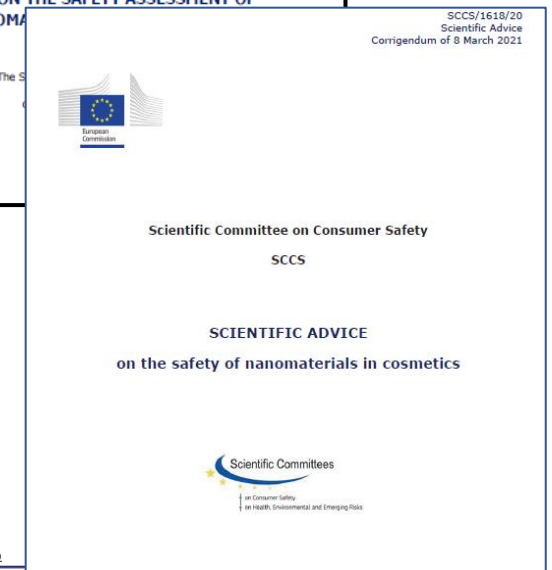 ON THE SAFETY ASSESSMENT OF
The S
SCCS/1618/20
Scientific Advice
Corrigendum of 8 March 2021
European
Commission
Scientific Committee on Consumer Safety
SCCS
SCIENTIFIC ADVICE
on the safety of nanomaterials in cosmetics
Scientific Committees
on Consumer Safety
on Health, Environmental and Emerging Risks